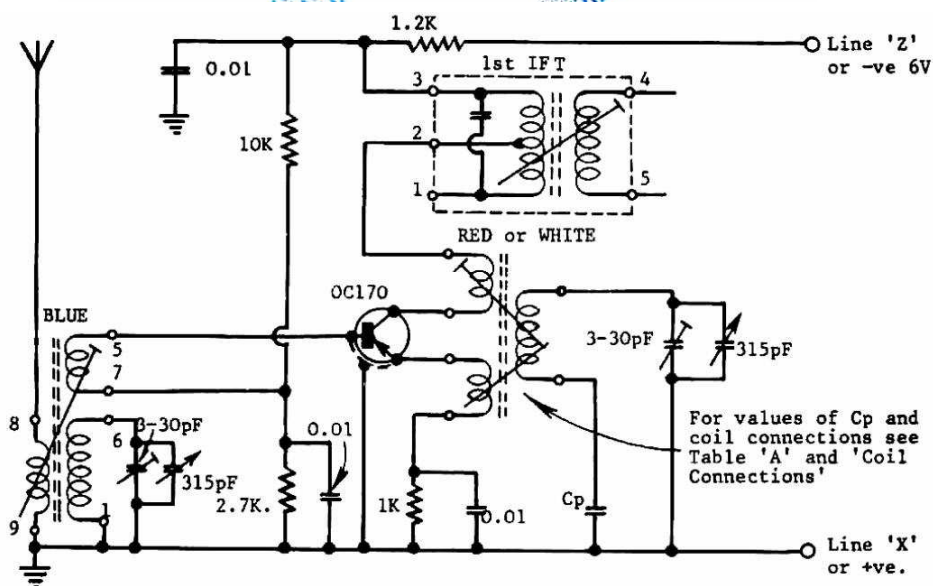 1.2K
Line 'Z'
or -ve 6V
0.01
1st IFT
3
4
10K
2
1
5
RED or WHITE
OC170
BLUE
5
7
3-30pF
315pF
8
6
3-30pF
0.01
For values of Cp and
coil connections see
Table 'A' and 'Coil
Connections'
315pF
2.7K.
1K
0.01
Cp
9
1
Line 'X'
or +ve.